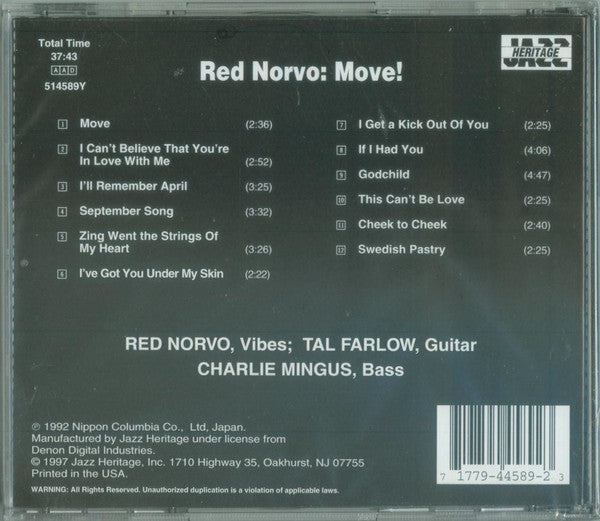 Total Time
37:43
AAD
514589Y
JAZZ
HERITAGE
Red Norvo: Move!
1 Move (2:36)
2 I Can't Believe That You're
In Love With Me (2:52)
3 I'll Remember April (3:25)
4 September Song (3:32)
5 Zing Went the Strings Of
My Heart (3:26)
6 I've Got You Under My Skin (2:22)
7 I Get a Kick Out Of You (2:25)
8 If I Had You (4:06)
9 Godchild (4:47)
10 This Can't Be Love (2:25)
11 Cheek to Cheek (2:40)
12 Swedish Pastry (2:25)
RED NORVO, Vibes; TAL FARLOW, Guitar
CHARLIE MINGUS, Bass
℗ 1992 Nippon Columbia Co., Ltd, Japan.
Manufactured by Jazz Heritage under license from
Denon Digital Industries.
© 1997 Jazz Heritage, Inc. 1710 Highway 35, Oakhurst, NJ 07755
Printed in the USA.
WARNING: All Rights Reserved. Unauthorized duplication is a violation of applicable laws.
7 1779-44589-2 3